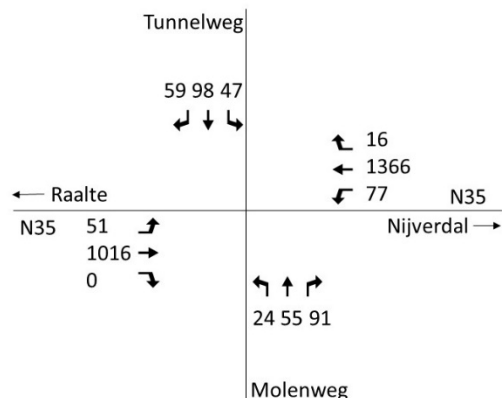 Tunnelweg
59 98 47
16
1366
77
← Raalte
N35
N35
51
1016
0
Nijverdal →
24 55 91
Molenweg